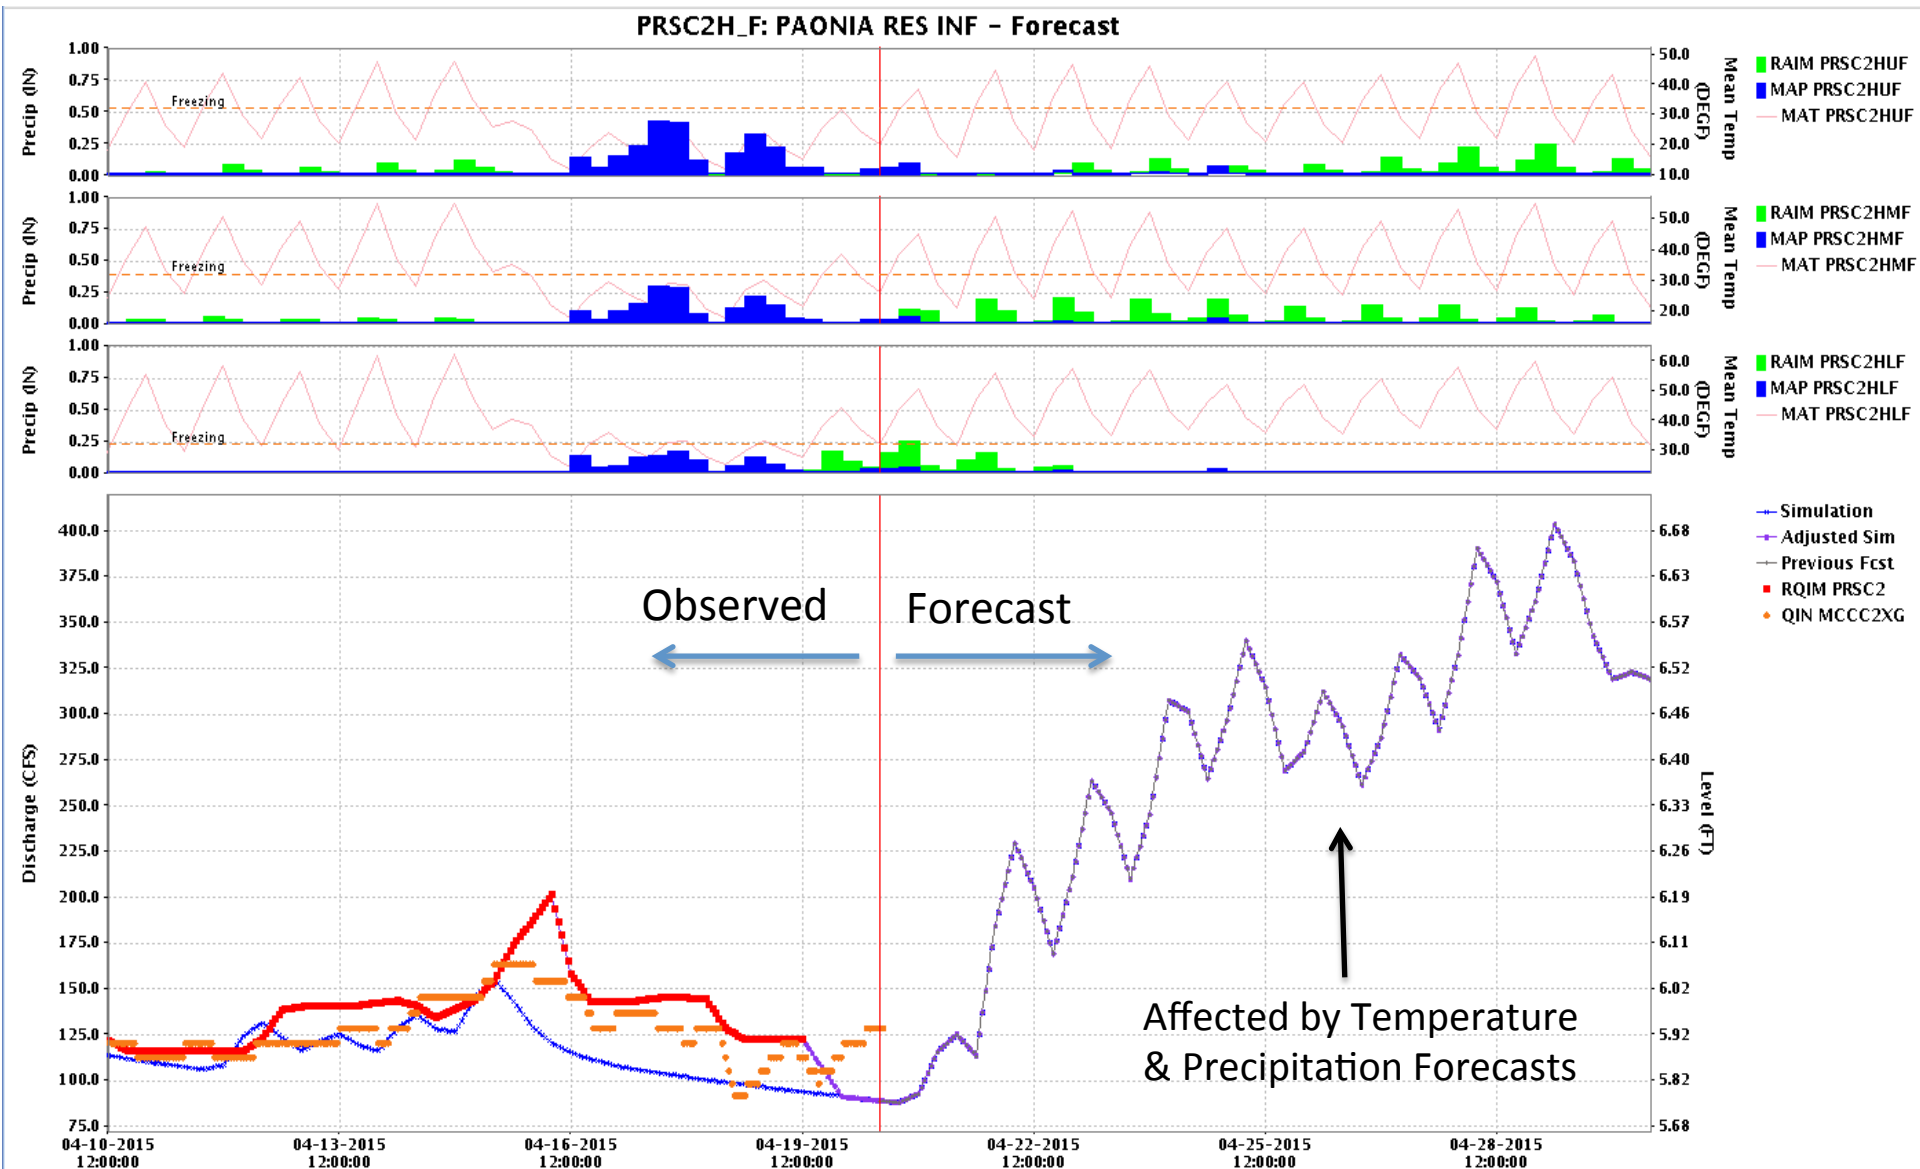 PRSC2H_F: PAONIA RES INF – Forecast
Precip (IN)
1.00
0.75
0.50
0.25
0.00
Freezing
50.0
40.0
30.0
20.0
10.0
Mean Temp
(DEGF)
RAIM PRSC2HUF
MAP PRSC2HUF
MAT PRSC2HUF
Precip (IN)
1.00
0.75
0.50
0.25
0.00
Freezing
50.0
40.0
30.0
20.0
Mean Temp
(DEGF)
RAIM PRSC2HMF
MAP PRSC2HMF
MAT PRSC2HMF
Precip (IN)
1.00
0.75
0.50
0.25
0.00
Freezing
60.0
50.0
40.0
30.0
Mean Temp
(DEGF)
RAIM PRSC2HLF
MAP PRSC2HLF
MAT PRSC2HLF
Discharge (CFS)
400.0
375.0
350.0
325.0
300.0
275.0
250.0
225.0
200.0
175.0
150.0
125.0
100.0
75.0
Observed
Forecast
Affected by Temperature
& Precipitation Forecasts
6.68
6.63
6.57
6.52
6.46
6.40
6.33
6.26
6.19
6.11
6.02
5.92
5.82
5.68
Level (FT)
Simulation
Adjusted Sim
Previous Fcst
RQIM PRSC2
QIN MCCC2XG
04-10-2015
12:00:00
04-13-2015
12:00:00
04-16-2015
12:00:00
04-19-2015
12:00:00
04-22-2015
12:00:00
04-25-2015
12:00:00
04-28-2015
12:00:00